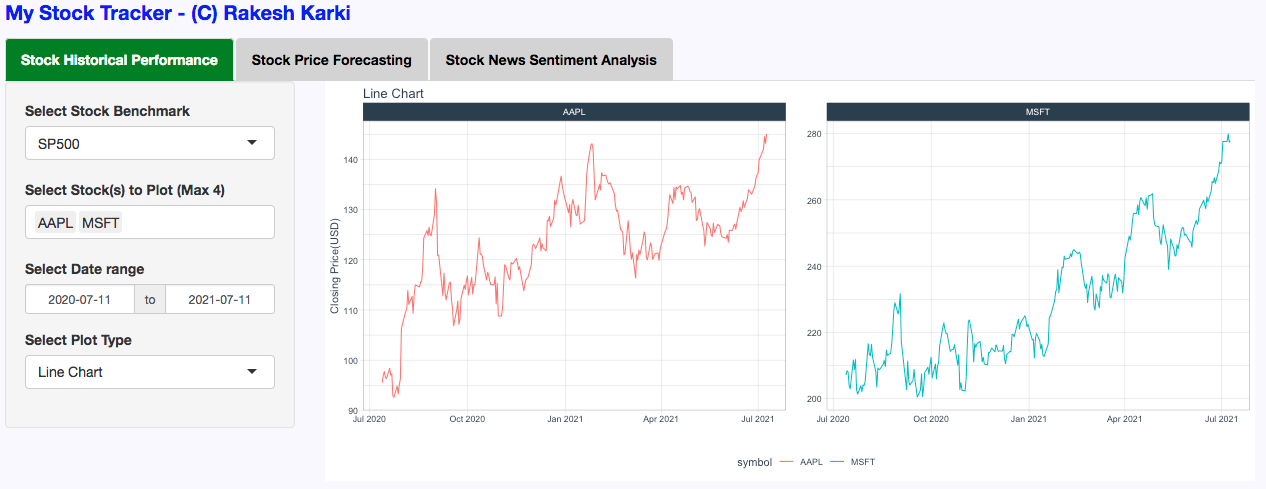 My Stock Tracker - (C) Rakesh Karki
Stock Historical Performance
Stock Price Forecasting
Stock News Sentiment Analysis
Select Stock Benchmark
SP500
Select Stock(s) to Plot (Max 4)
AAPL MSFT
Select Date range
2020-07-11 to 2021-07-11
Select Plot Type
Line Chart
Line Chart
AAPL
MSFT
Closing Price(USD)
140
130
120
110
100
90
Jul 2020 Oct 2020 Jan 2021 Apr 2021 Jul 2021
280
260
240
220
200
Jul 2020 Oct 2020 Jan 2021 Apr 2021 Jul 2021
symbol AAPL MSFT